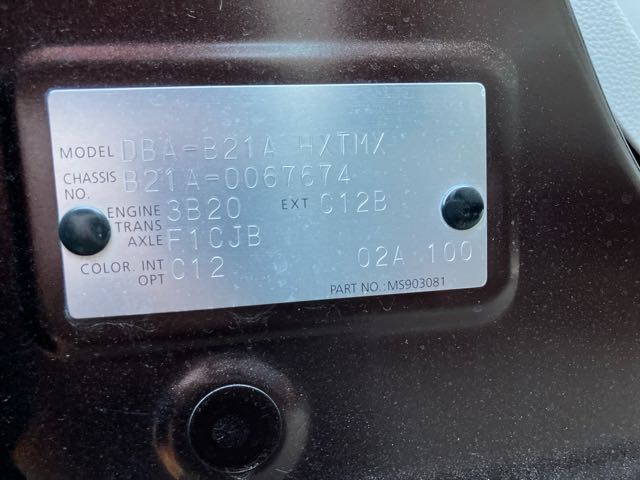 MODEL DBA-B21A HXTMX
CHASSIS NO. B21A-0067674
ENGINE 3B20 EXT C12B
TRANS AXLE F1CJB
COLOR. INT OPT C12 02A 100
PART NO.:MS903081